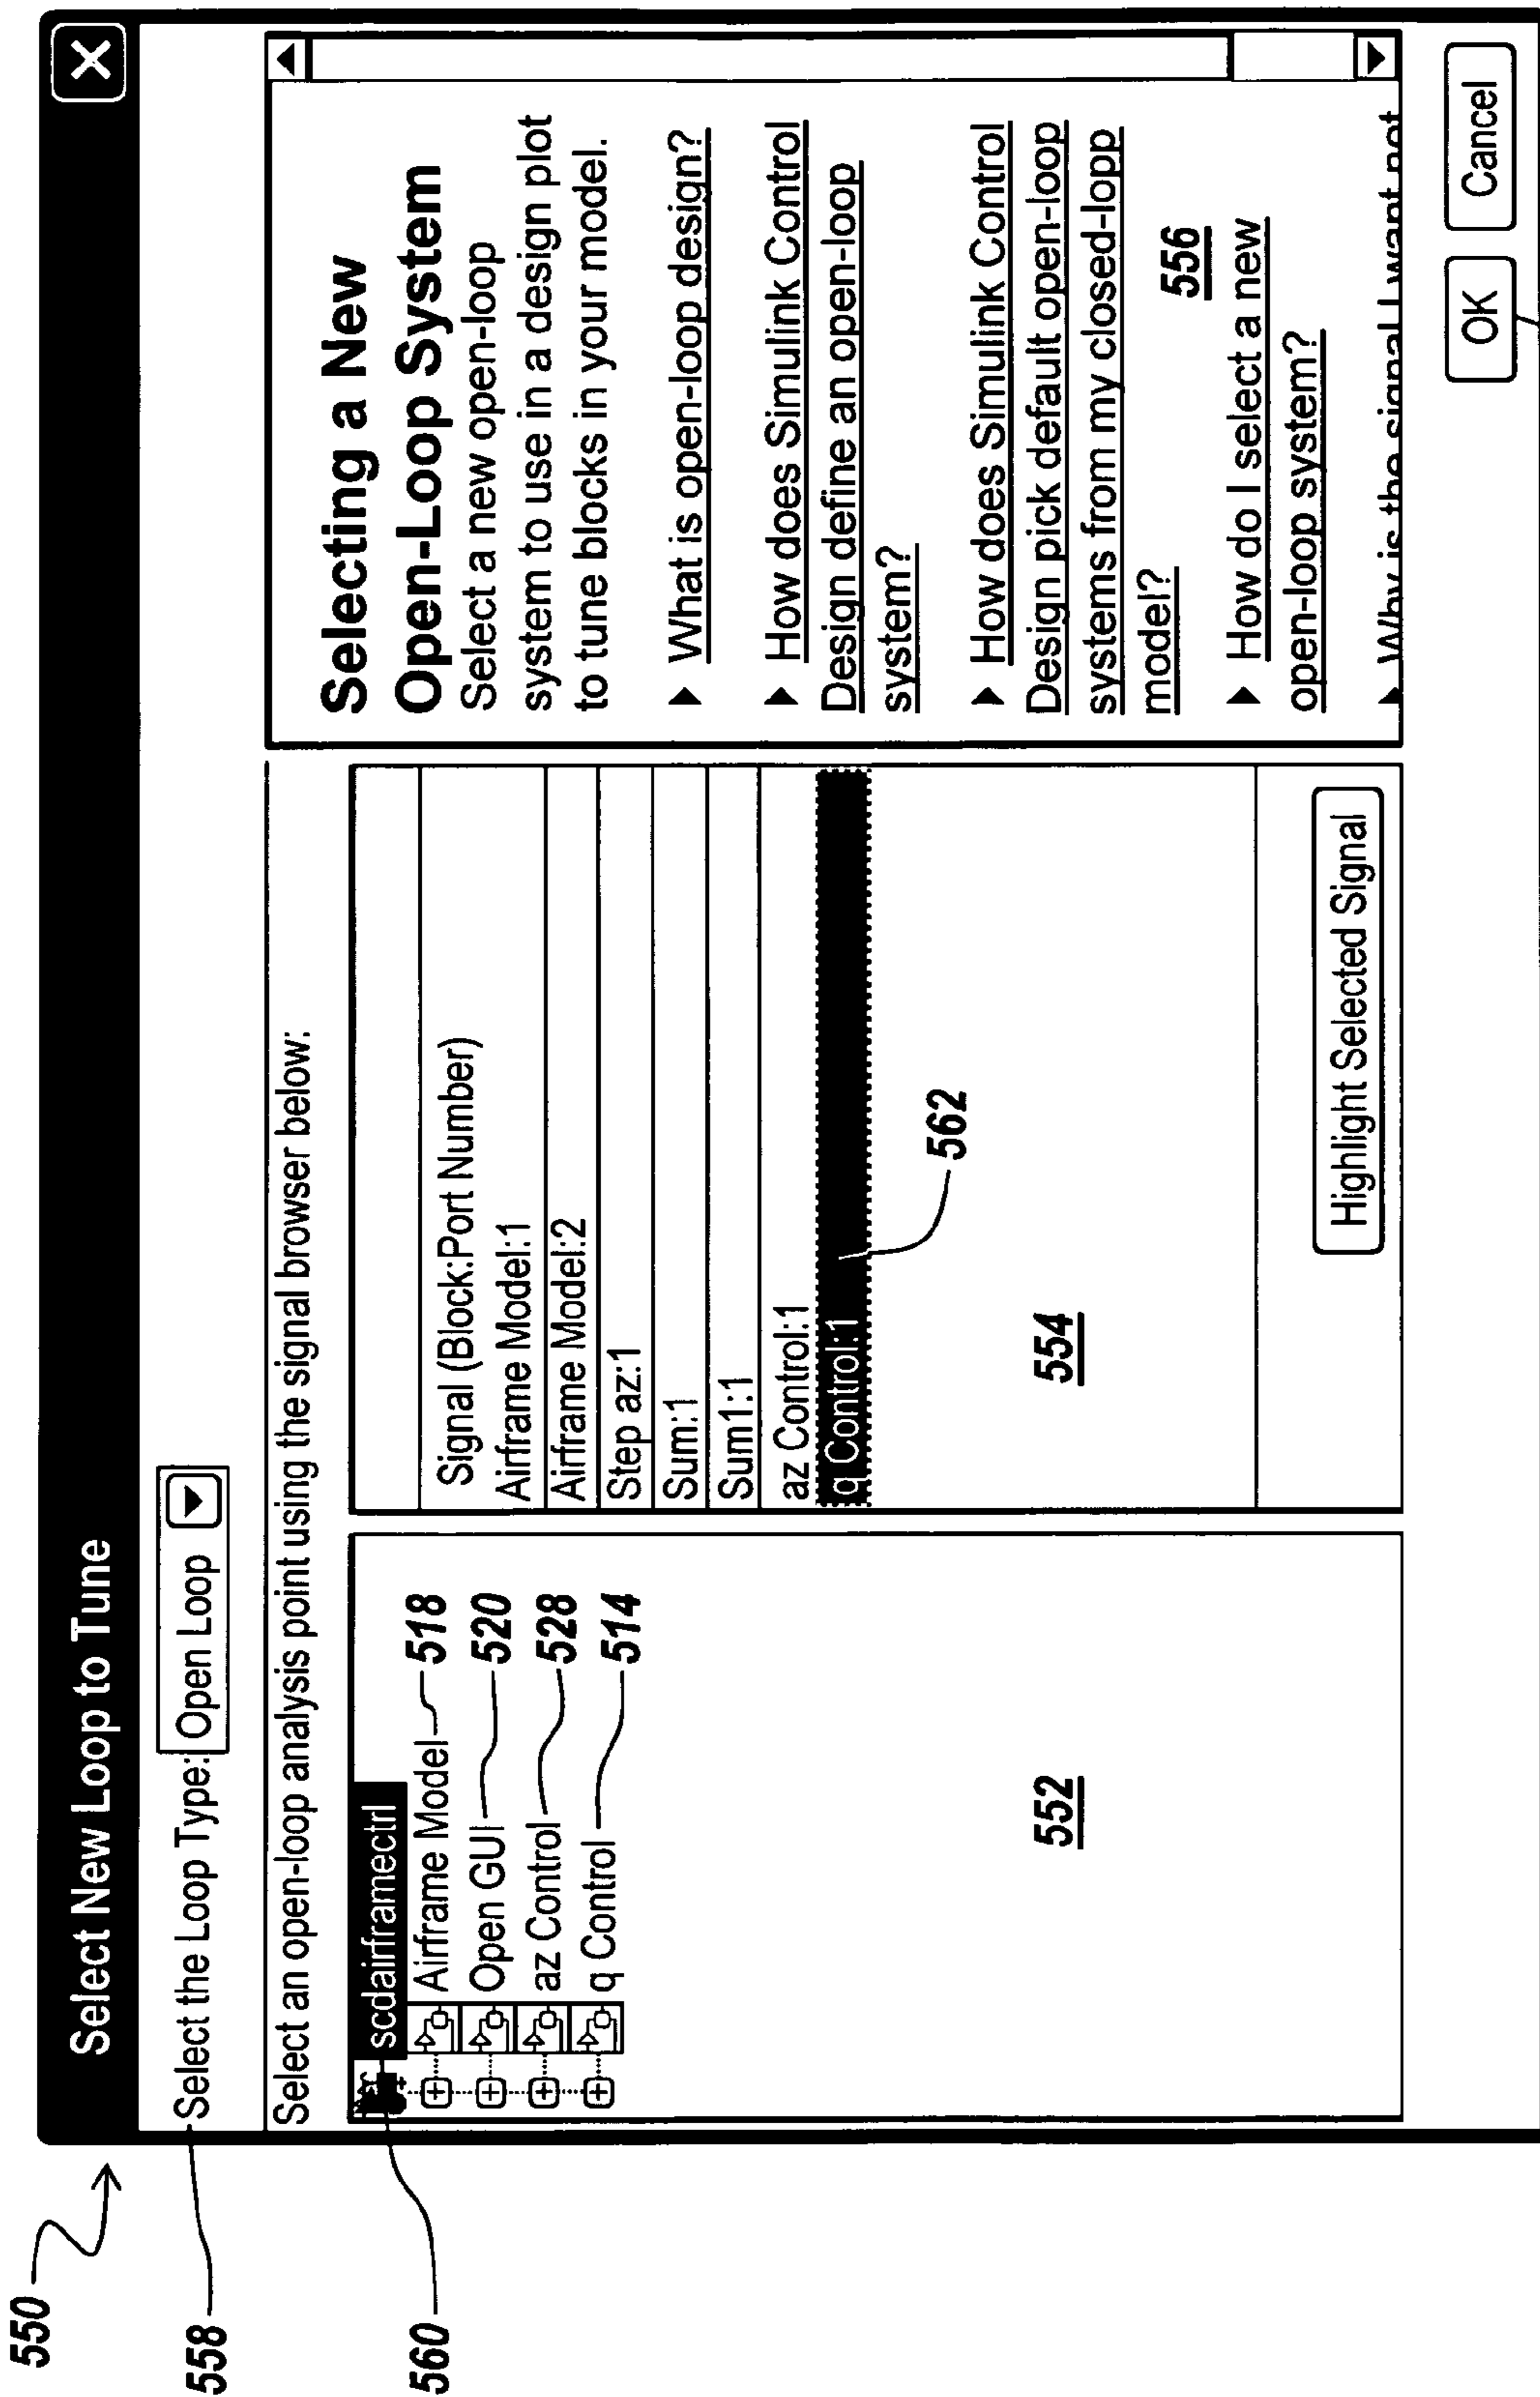 550
Select New Loop to Tune
X
558
Select the Loop Type:
Open Loop
Select an open-loop analysis point using the signal browser below:
560
scdairframectrl
Airframe Model
518
Open GUI
520
az Control
528
q Control
514
552
Signal (Block:Port Number)
Airframe Model:1
Airframe Model:2
Step az:1
Sum:1
Sum1:1
az Control:1
q Control:1
562
554
Highlight Selected Signal
Selecting a New
Open-Loop System
Select a new open-loop
system to use in a design plot
to tune blocks in your model.
What is open-loop design?
How does Simulink Control
Design define an open-loop
system?
How does Simulink Control
Design pick default open-loop
systems from my closed-lopp
model?
556
How do I select a new
open-loop system?
Why is the signal I want not
OK
Cancel